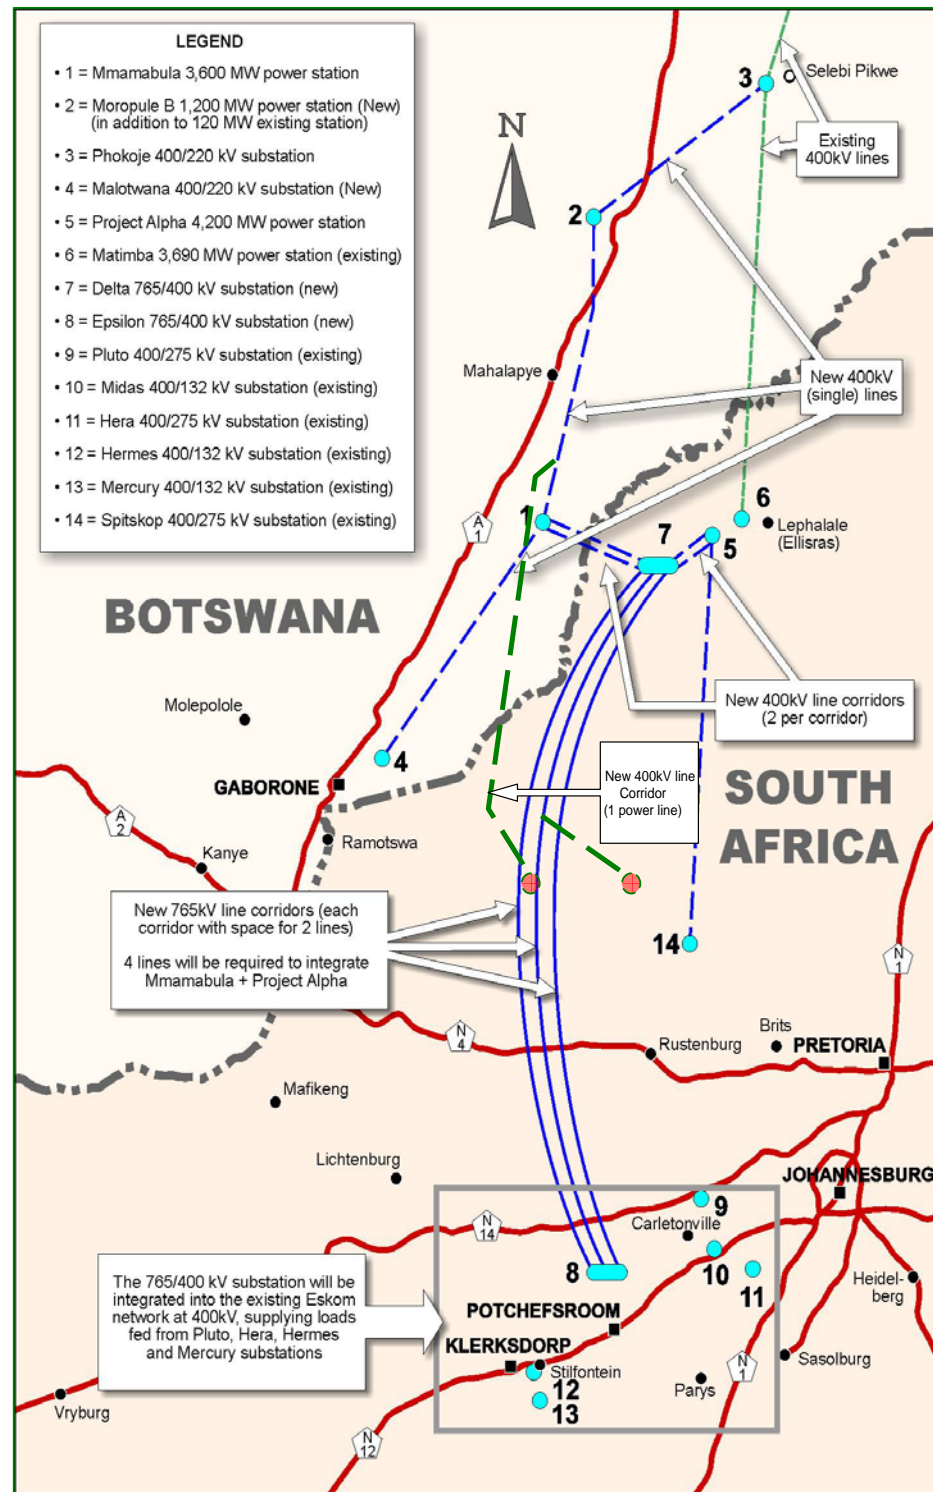 LEGEND
• 1 = Mmamabula 3,600 MW power station
• 2 = Moropule B 1,200 MW power station (New)
(in addition to 120 MW existing station)
• 3 = Phokoje 400/220 kV substation
• 4 = Malotwana 400/220 kV substation (New)
• 5 = Project Alpha 4,200 MW power station
• 6 = Matimba 3,690 MW power station (existing)
• 7 = Delta 765/400 kV substation (new)
• 8 = Epsilon 765/400 kV substation (new)
• 9 = Pluto 400/275 kV substation (existing)
• 10 = Midas 400/132 kV substation (existing)
• 11 = Hera 400/275 kV substation (existing)
• 12 = Hermes 400/132 kV substation (existing)
• 13 = Mercury 400/132 kV substation (existing)
• 14 = Spitskop 400/275 kV substation (existing)
N
3
Selebi Pikwe
Existing
400kV lines
2
Mahalapye
New 400kV
(single) lines
A
1
1
7
5
6
Lephalale
(Ellisras)
BOTSWANA
Molepolole
New 400kV line corridors
(2 per corridor)
4
GABORONE
New 400kV line
Corridor
(1 power line)
SOUTH
AFRICA
A
2
Kanye
Ramotswa
New 765kV line corridors (each
corridor with space for 2 lines)
4 lines will be required to integrate
Mmamabula + Project Alpha
14
N
1
N
4
Rustenburg
Brits
PRETORIA
Mafikeng
Lichtenburg
JOHANNESBURG
N
14
9
Carletonville
10
11
8
Heidel-
berg
The 765/400 kV substation will be
integrated into the existing Eskom
network at 400kV, supplying loads
fed from Pluto, Hera, Hermes
and Mercury substations
POTCHEFSROOM
KLERKSDORP
Stilfontein
12
13
Parys
N
1
Sasolburg
Vryburg
N
12